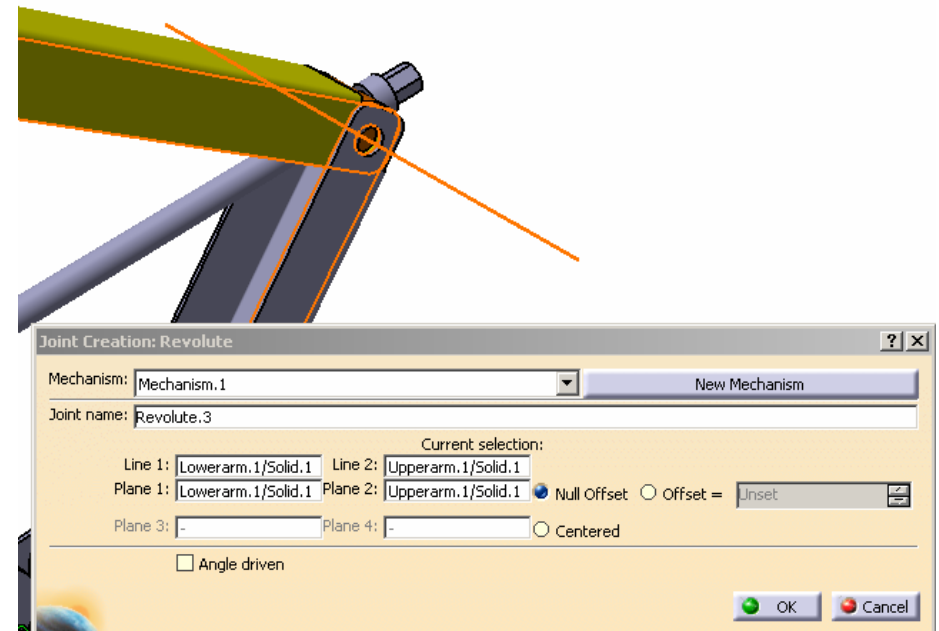 Joint Creation: Revolute
Mechanism: Mechanism.1 New Mechanism
Joint name: Revolute.3
Current selection:
Line 1: Lowerarm.1/Solid.1 Line 2: Upperarm.1/Solid.1
Plane 1: Lowerarm.1/Solid.1 Plane 2: Upperarm.1/Solid.1 Null Offset Offset = Unset
Plane 3: - Plane 4: - Centered
Angle driven
OK Cancel